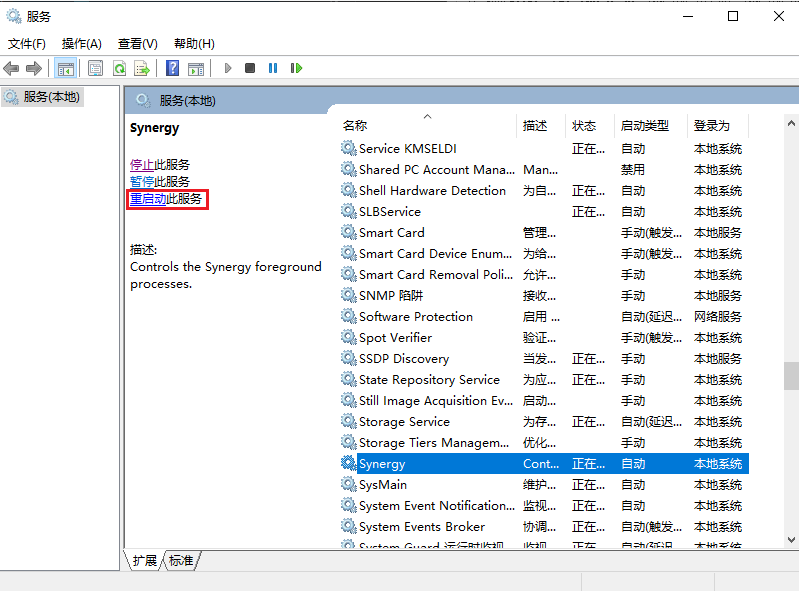 服务
文件(F) 操作(A) 查看(V) 帮助(H)
服务(本地)
服务(本地)
Synergy
停止此服务
暂停此服务
重启动此服务
描述:
Controls the Synergy foreground
processes.
名称 描述 状态 启动类型 登录为
Service KMSELDI 正在... 自动 本地系统
Shared PC Account Mana... Man... 禁用 本地系统
Shell Hardware Detection 为自... 正在... 自动 本地系统
SLBService 正在... 自动 本地系统
Smart Card 管理... 手动(触发... 本地服务
Smart Card Device Enum... 为给... 手动(触发... 本地系统
Smart Card Removal Poli... 允许... 手动 本地系统
SNMP 陷阱 接收... 手动 本地服务
Software Protection 启用 ... 自动(延迟... 网络服务
Spot Verifier 验证... 手动(触发... 本地系统
SSDP Discovery 当发... 正在... 手动 本地服务
State Repository Service 为应... 正在... 手动 本地系统
Still Image Acquisition Ev... 启动... 手动 本地系统
Storage Service 为存... 正在... 自动(延迟... 本地系统
Storage Tiers Managem... 优化... 手动 本地系统
Synergy Cont... 正在... 自动 本地系统
SysMain 维护... 正在... 自动 本地系统
System Event Notification... 监视... 正在... 自动 本地系统
System Events Broker 协调... 正在... 自动(触发... 本地系统
System Guard 运行时监视... 监视... 正在... 自动(延迟... 本地系统
扩展 标准